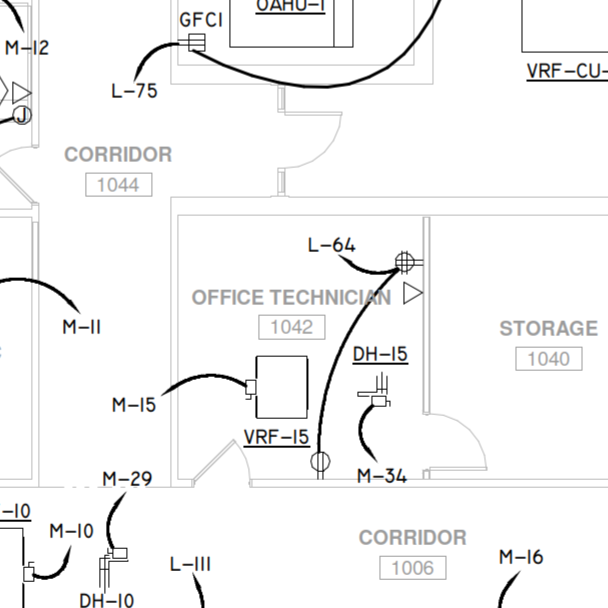 OAHU-1
GFCI
M-12
VRF-CU-
L-75
J
CORRIDOR
1044
L-64
OFFICE TECHNICIAN
1042
M-11
STORAGE
1040
DH-15
M-15
VRF-15
M-29
M-34
-10
M-10
CORRIDOR
1006
L-111
M-16
DH-10